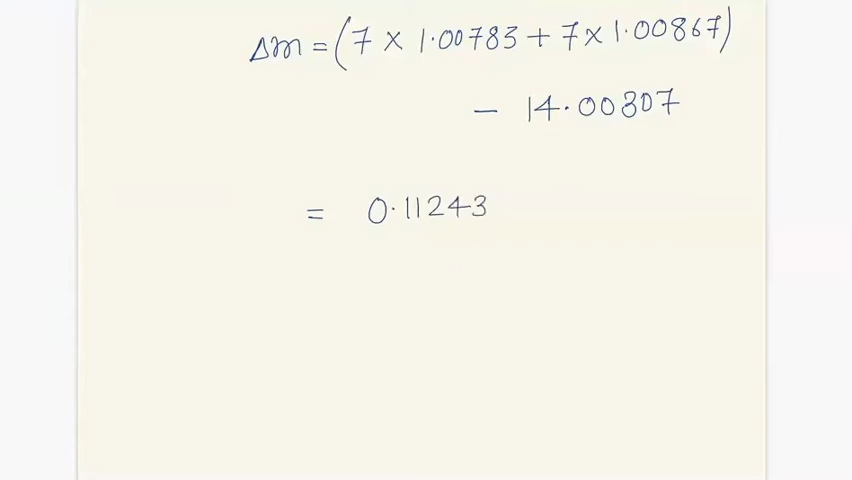 Δm = (7 × 1.00783 + 7 × 1.00867)
- 14.00307
= 0.11243